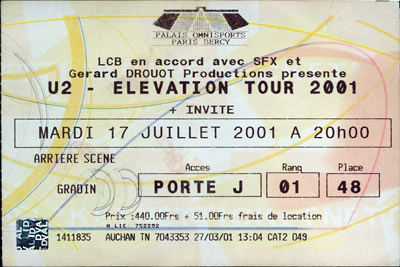 PALAIS OMNISPORTS
PARIS BERCY
LCB en accord avec SFX et
Gerard DROUOT Productions presente
U2 - ELEVATION TOUR 2001
+ INVITE
MARDI 17 JUILLET 2001 A 20h00
ARRIERE SCENE
Acces Rang Place
GRADIN PORTE J 01 48
Prix :440.00Frs + 51.00Frs frais de location
N LIC. 752292
1411835 AUCHAN TN 7043353 27/03/01 13:04 CAT2 049